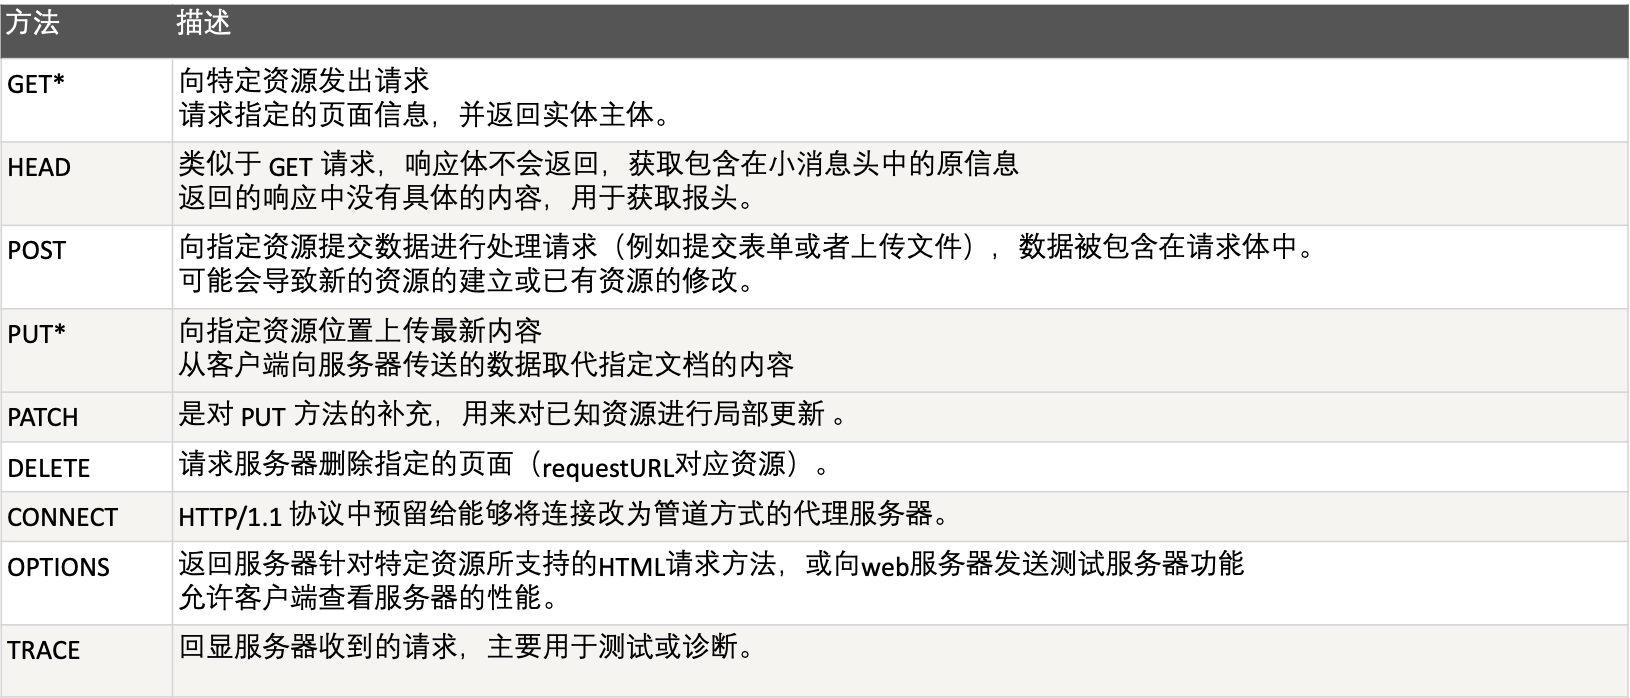 方法 描述
GET* 向特定资源发出请求
请求指定的页面信息，并返回实体主体。
HEAD 类似于 GET 请求，响应体不会返回，获取包含在小消息头中的原信息
返回的响应中没有具体的内容，用于获取报头。
POST 向指定资源提交数据进行处理请求（例如提交表单或者上传文件），数据被包含在请求体中。
可能会导致新的资源的建立或已有资源的修改。
PUT* 向指定资源位置上传最新内容
从客户端向服务器传送的数据取代指定文档的内容
PATCH 是对 PUT 方法的补充，用来对已知资源进行局部更新 。
DELETE 请求服务器删除指定的页面（requestURL对应资源）。
CONNECT HTTP/1.1 协议中预留给能够将连接改为管道方式的代理服务器。
OPTIONS 返回服务器针对特定资源所支持的HTML请求方法，或向web服务器发送测试服务器功能
允许客户端查看服务器的性能。
TRACE 回显服务器收到的请求，主要用于测试或诊断。